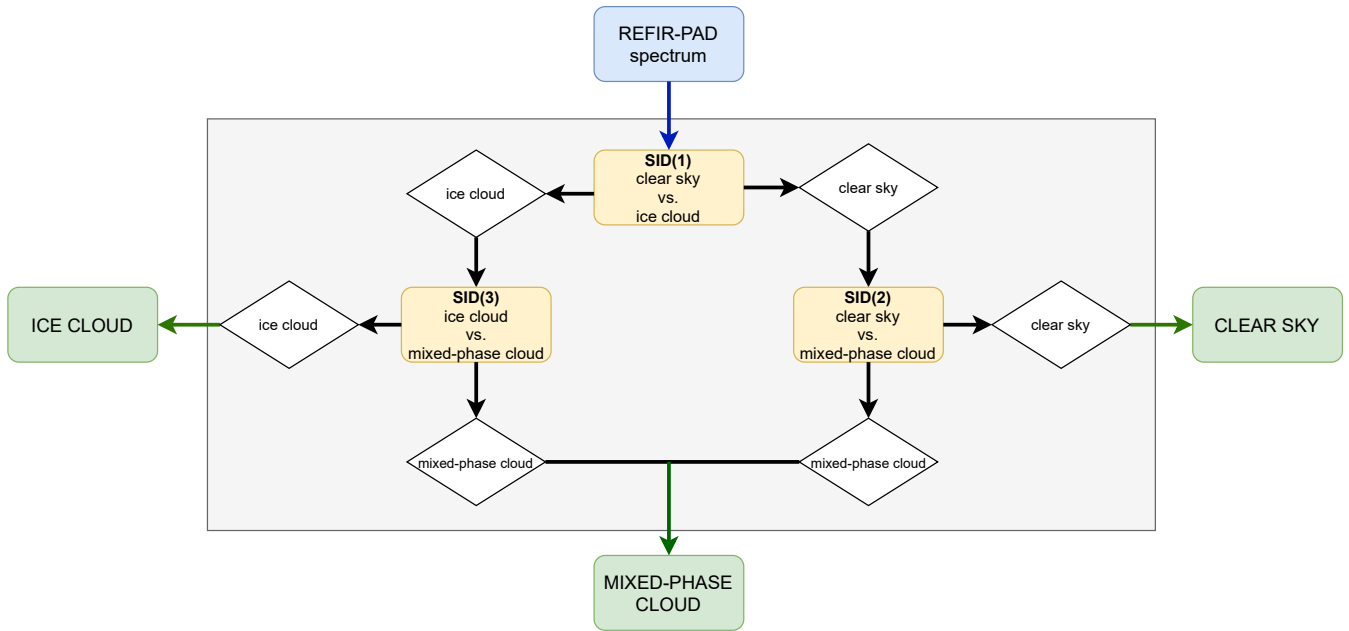 REFIR-PAD
spectrum
SID(1)
clear sky
vs.
ice cloud
ice cloud
clear sky
ICE CLOUD
ice cloud
SID(3)
ice cloud
vs.
mixed-phase cloud
SID(2)
clear sky
vs.
mixed-phase cloud
clear sky
CLEAR SKY
mixed-phase cloud
mixed-phase cloud
MIXED-PHASE
CLOUD